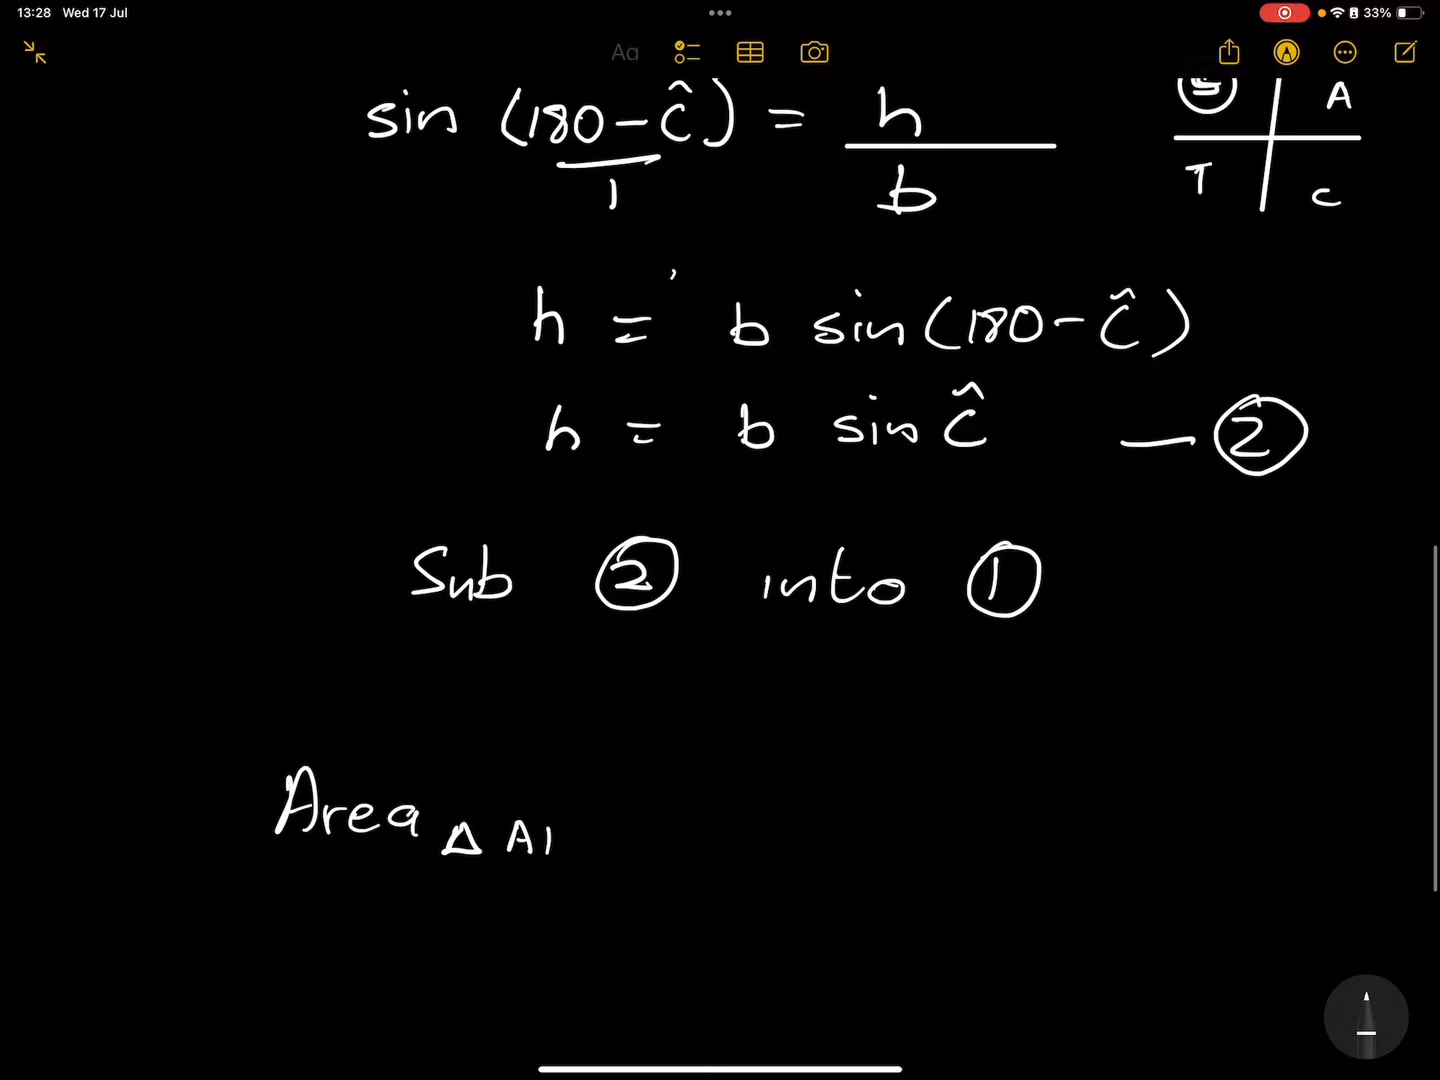 13:28 Wed 17 Jul
33%
Aa
sin (180-Ĉ) = h
1 b
S A
T C
h = b sin(180-Ĉ)
h = b sin Ĉ — ②
Sub ② into ①
Area Δ A1